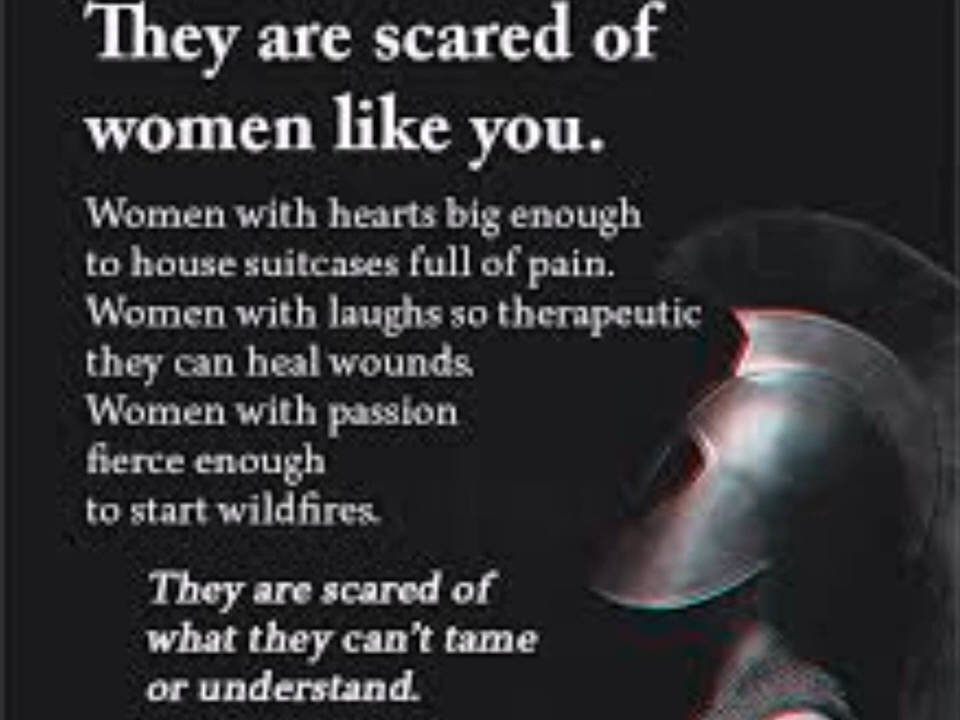 They are scared of
women like you.
Women with hearts big enough
to house suitcases full of pain.
Women with laughs so therapeutic
they can heal wounds.
Women with passion
fierce enough
to start wildfires.
They are scared of
what they can't tame
or understand.